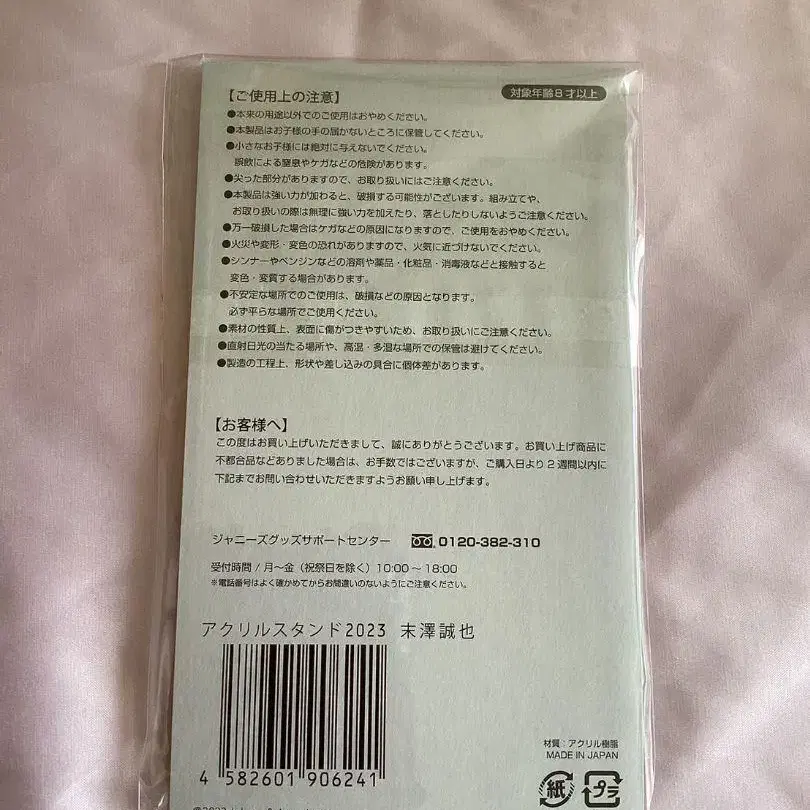 【ご使用上の注意】
対象年齢8才以上
●本来の用途以外でのご使用はおやめください。
●本製品はお子様の手の届かないところに保管してください。
●小さなお子様には絶対に与えないでください。
誤飲による窒息やケガなどの危険があります。
●尖った部分がありますので、お取り扱いにはご注意ください。
●本製品は強い力が加わると、破損する可能性がございます。組み立てや、
お取り扱いの際は無理に強い力を加えたり、落としたりしないようご注意ください。
●万一破損した場合はケガなどの原因になりますので、ご使用をおやめください。
●火災や変形・変色の恐れがありますので、火気に近づけないでください。
●シンナーやベンジンなどの溶剤や薬品・化粧品・消毒液などと接触すると
変色・変質する場合があります。
●不安定な場所でのご使用は、破損などの原因となります。
必ず平らな場所でご使用ください。
●素材の性質上、表面に傷がつきやすいため、お取り扱いにご注意ください。
●直射日光の当たる場所や、高温・多湿な場所での保管は避けてください。
●製造の工程上、形状や差し込みの具合に個体差があります。
【お客様へ】
この度はお買い上げいただきまして、誠にありがとうございます。お買い上げ商品に
不都合品などありました場合は、お手数ではございますが、ご購入日より2週間以内に
下記までお問い合わせいただきますようお願い申し上げます。
ジャニーズグッズサポートセンター 0120-382-310
受付時間/月～金(祝祭日を除く)10:00～18:00
※電話番号はよく確かめてからお間違いのないようにご注意ください。
アクリルスタンド2023 末澤誠也
4 582601 906241
材質:アクリル樹脂
MADE IN JAPAN
紙 プラ